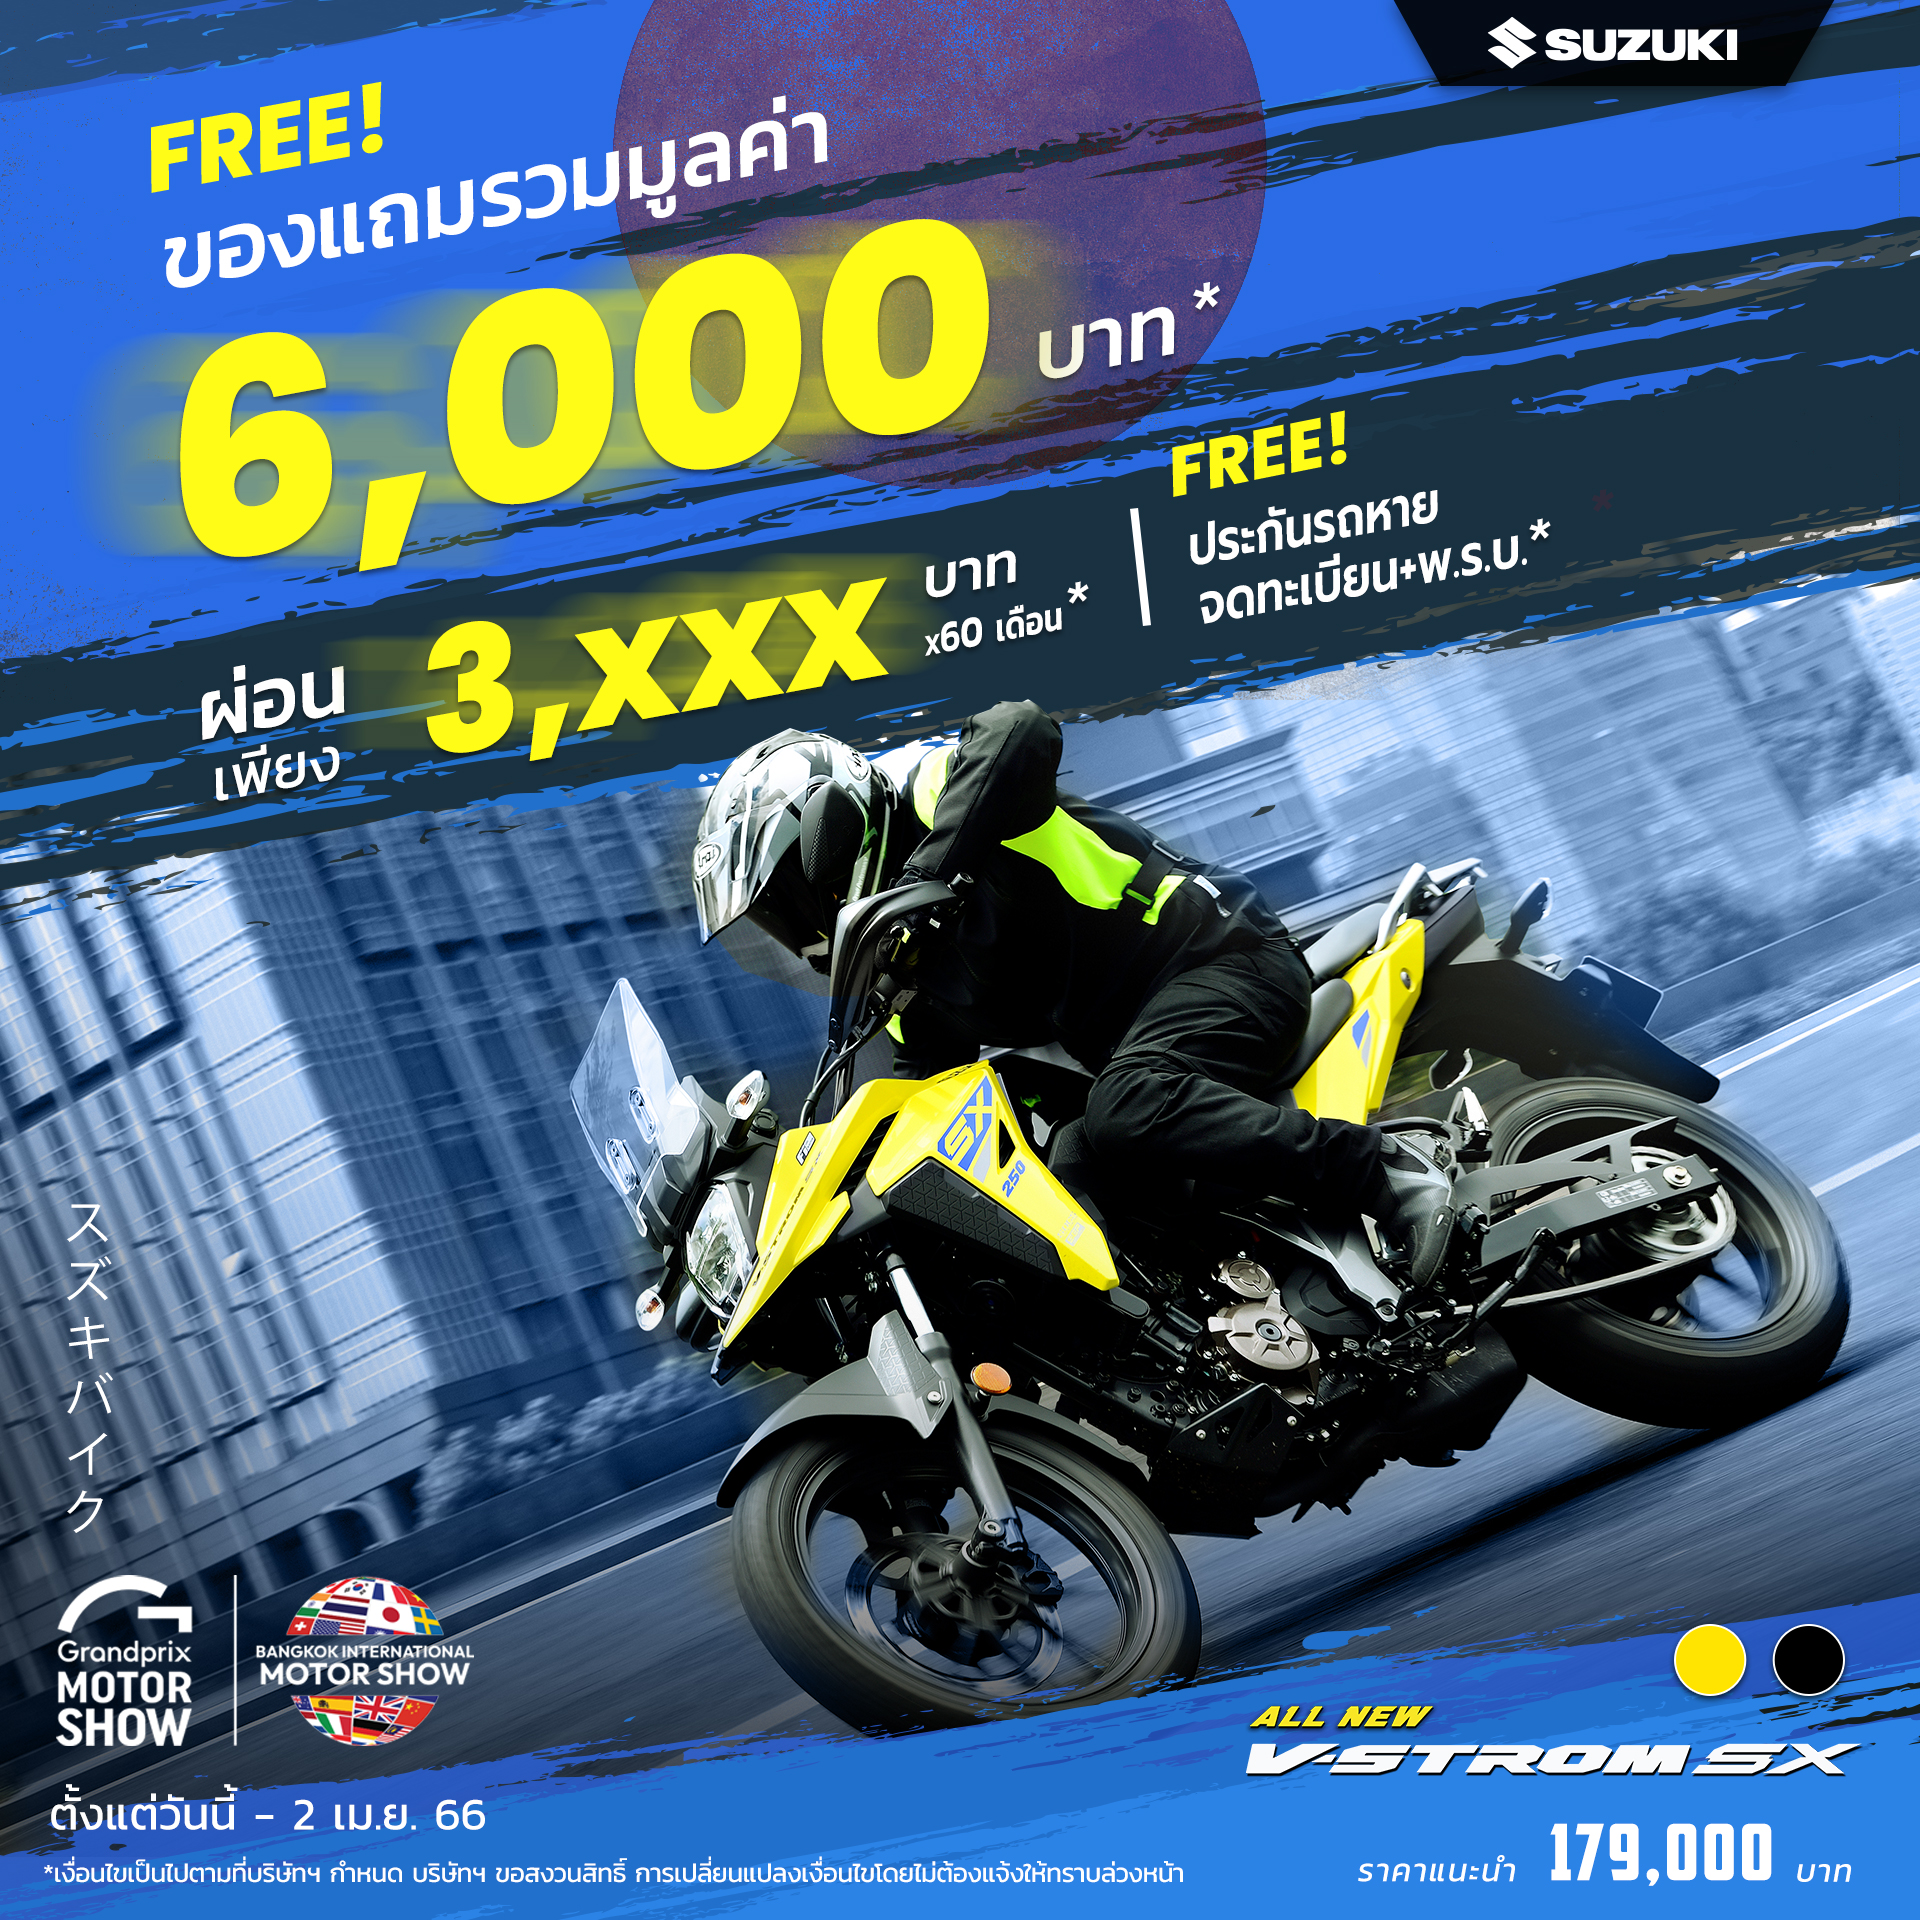 SUZUKI
FREE!
ของแถมรวมมูลค่า
6,000 บาท*
ผ่อน
เพียง
3,xxx บาท
x60 เดือน*
FREE!
ประกันรถหาย
จดทะเบียน+พ.ร.บ.*
SX
250
スズキバイク
Grandprix
MOTOR
SHOW
BANGKOK INTERNATIONAL
MOTOR SHOW
ตั้งแต่วันนี้ - 2 เม.ย. 66
*เงื่อนไขเป็นไปตามที่บริษัทฯ กำหนด บริษัทฯ ขอสงวนสิทธิ์ การเปลี่ยนแปลงเงื่อนไขโดยไม่ต้องแจ้งให้ทราบล่วงหน้า
ALL NEW
V-STROM SX
ราคาแนะนำ 179,000 บาท